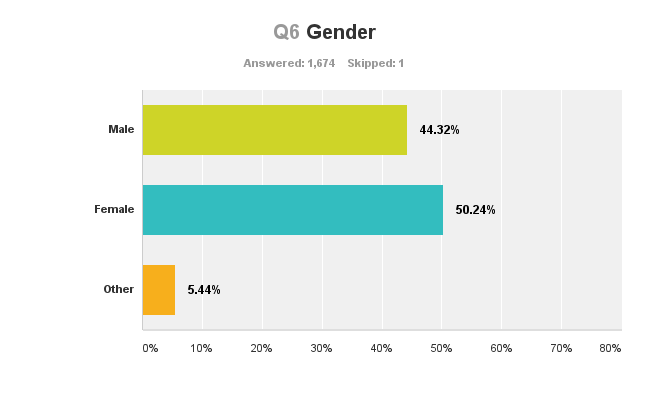 Q6 Gender
Answered: 1,674 Skipped: 1
Male
44.32%
Female
50.24%
Other
5.44%
0% 10% 20% 30% 40% 50% 60% 70% 80%